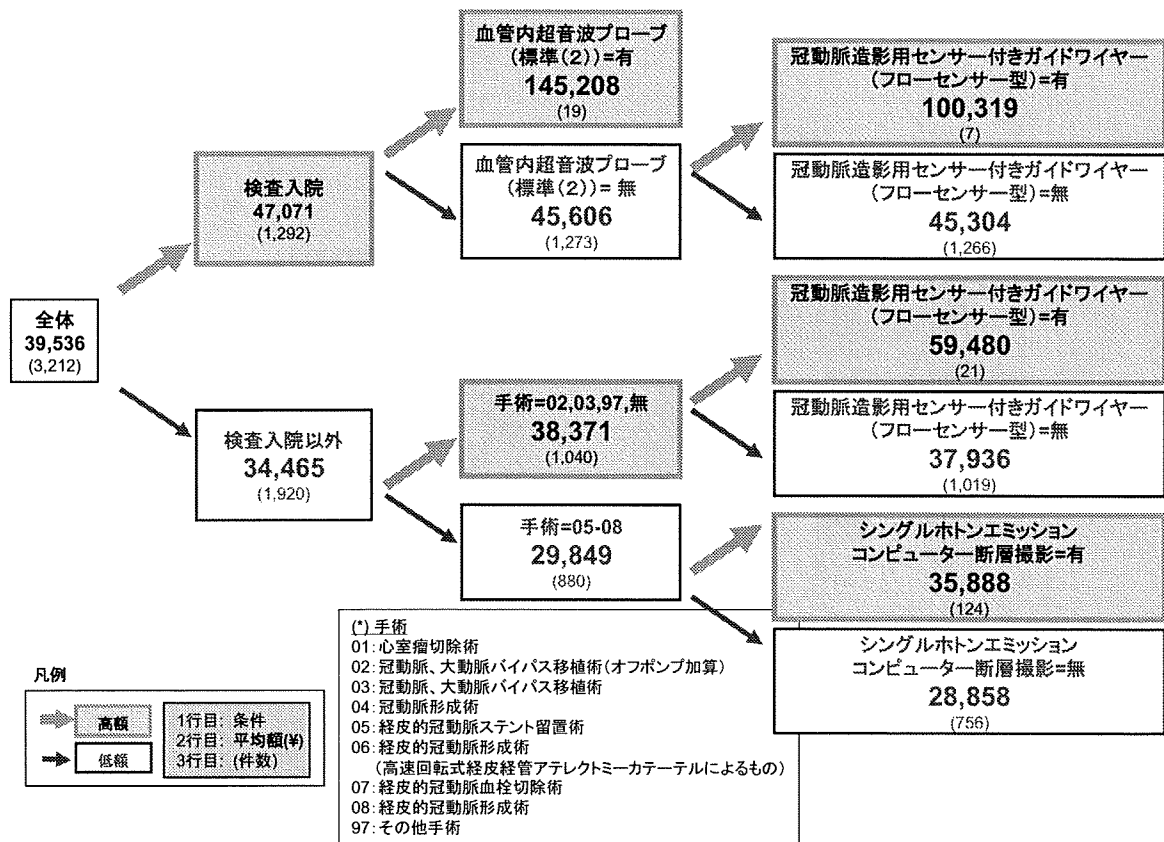 全体
39,536
(3,212)
検査入院
47,071
(1,292)
検査入院以外
34,465
(1,920)
血管内超音波プローブ
(標準(2))=有
145,208
(19)
血管内超音波プローブ
(標準(2))= 無
45,606
(1,273)
手術=02,03,97,無
38,371
(1,040)
手術=05-08
29,849
(880)
冠動脈造影用センサー付きガイドワイヤー
(フローセンサー型)=有
100,319
(7)
冠動脈造影用センサー付きガイドワイヤー
(フローセンサー型)=無
45,304
(1,266)
冠動脈造影用センサー付きガイドワイヤー
(フローセンサー型)=有
59,480
(21)
冠動脈造影用センサー付きガイドワイヤー
(フローセンサー型)=無
37,936
(1,019)
シングルホトンエミッション
コンピューター断層撮影=有
35,888
(124)
シングルホトンエミッション
コンピューター断層撮影=無
28,858
(756)
(*) 手術
01:心室瘤切除術
02:冠動脈、大動脈バイパス移植術(オフポンプ加算)
03:冠動脈、大動脈バイパス移植術
04:冠動脈形成術
05:経皮的冠動脈ステント留置術
06:経皮的冠動脈形成術
(高速回転式経皮経管アテレクトミーカテーテルによるもの)
07:経皮的冠動脈血栓切除術
08:経皮的冠動脈形成術
97:その他手術
凡例
高額
低額
1行目: 条件
2行目: 平均額(¥)
3行目: (件数)